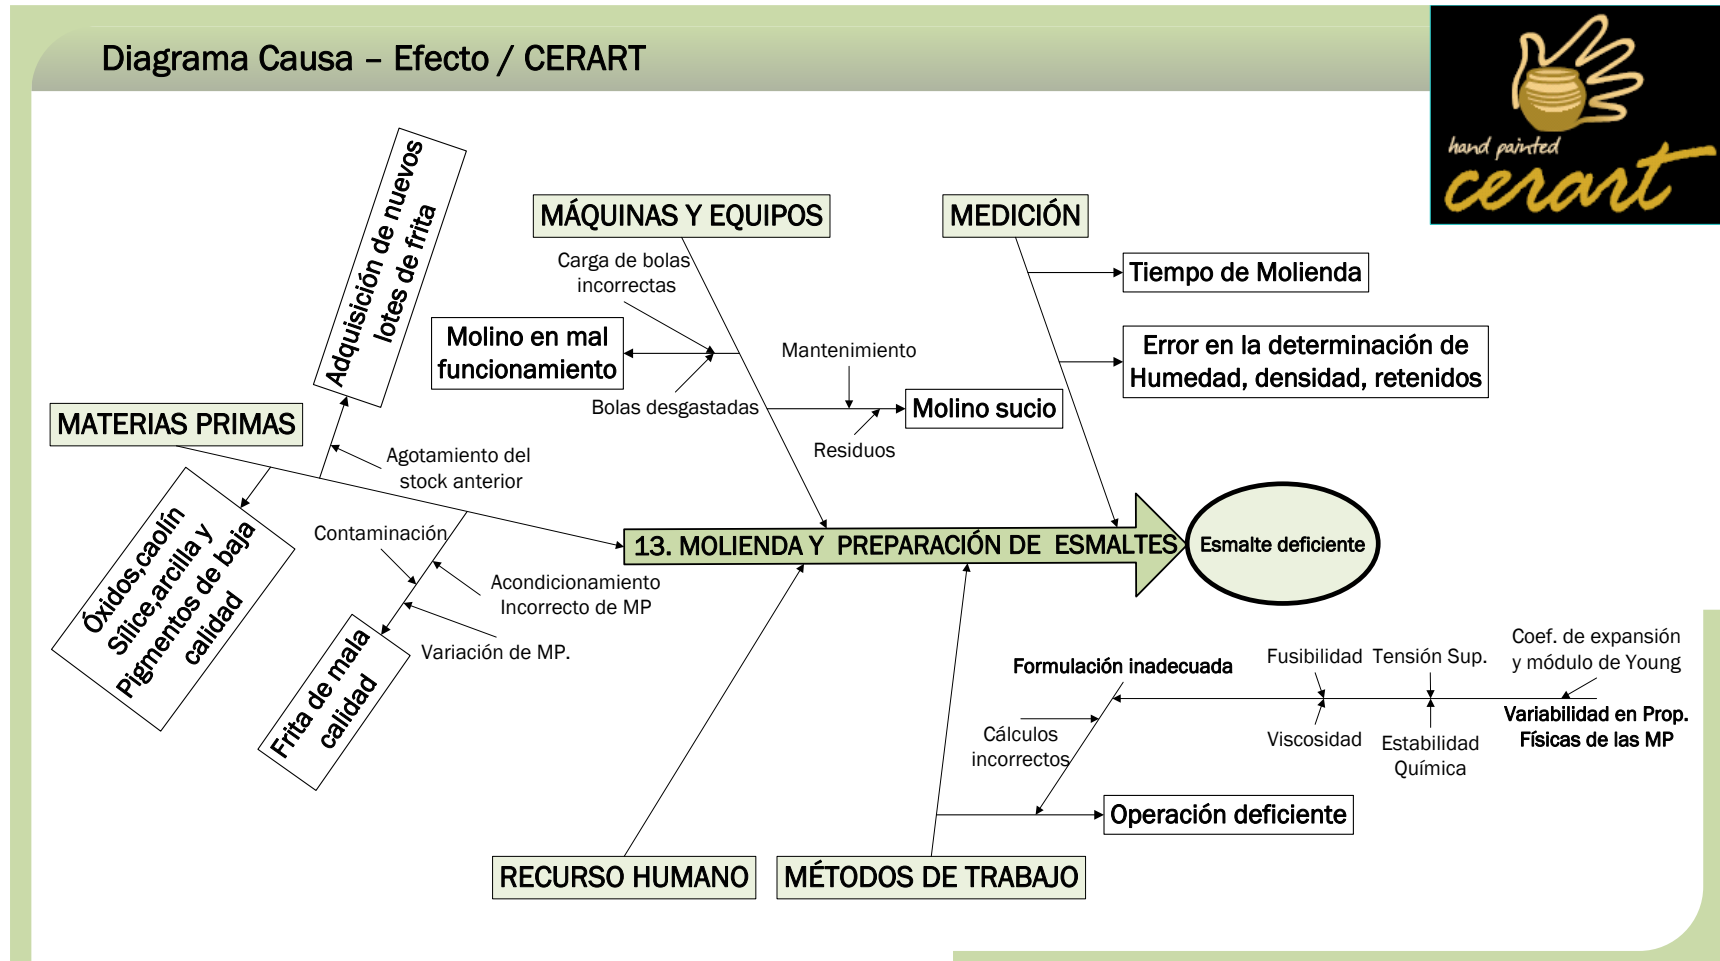 Diagrama Causa – Efecto / CERART
hand painted
cerart
Adquisición de nuevos
lotes de frita
MÁQUINAS Y EQUIPOS
MEDICIÓN
Carga de bolas
incorrectas
Tiempo de Molienda
Molino en mal
funcionamiento
Mantenimiento
Error en la determinación de
Humedad, densidad, retenidos
Bolas desgastadas
Molino sucio
Residuos
MATERIAS PRIMAS
Agotamiento del
stock anterior
Óxidos,caolín
Sílice,arcilla y
Pigmentos de baja
calidad
Contaminación
Acondicionamiento
Incorrecto de MP
Variación de MP.
Frita de mala
calidad
13. MOLIENDA Y PREPARACIÓN DE ESMALTES
Esmalte deficiente
Formulación inadecuada
Fusibilidad
Tensión Sup.
Coef. de expansión
y módulo de Young
Cálculos
incorrectos
Viscosidad
Estabilidad
Química
Variabilidad en Prop.
Físicas de las MP
Operación deficiente
RECURSO HUMANO
MÉTODOS DE TRABAJO